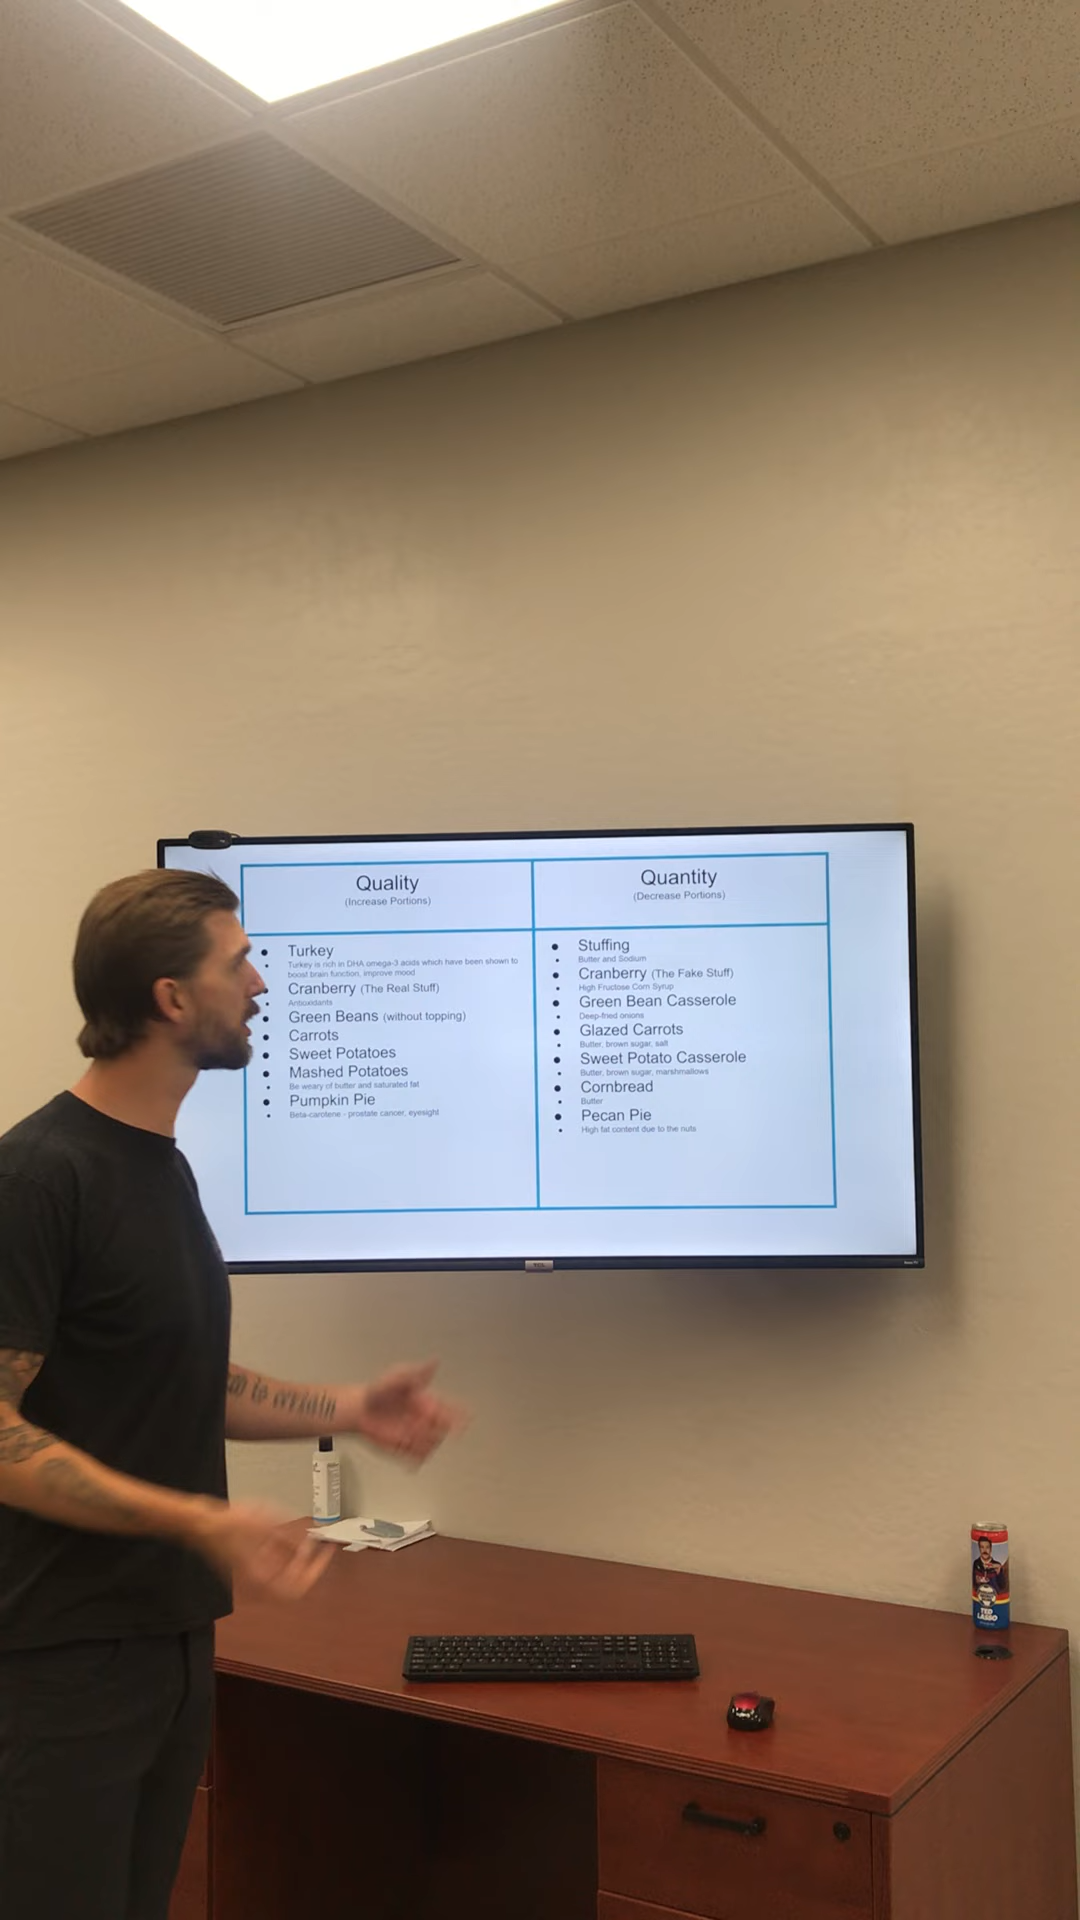 Quality
(Increase Portions)
Turkey
Turkey is rich in DHA omega-3 acids which have been shown to
boost brain function, improve mood
Cranberry (The Real Stuff)
Antioxidants
Green Beans (without topping)
Carrots
Sweet Potatoes
Mashed Potatoes
Be weary of butter and saturated fat
Pumpkin Pie
Beta-carotene - prostate cancer, eyesight
Quantity
(Decrease Portions)
Stuffing
Butter and Sodium
Cranberry (The Fake Stuff)
High Fructose Corn Syrup
Green Bean Casserole
Deep-fried onions
Glazed Carrots
Butter, brown sugar, salt
Sweet Potato Casserole
Butter, brown sugar, marshmallows
Cornbread
Butter
Pecan Pie
High fat content due to the nuts
TCL
TED
LASSO